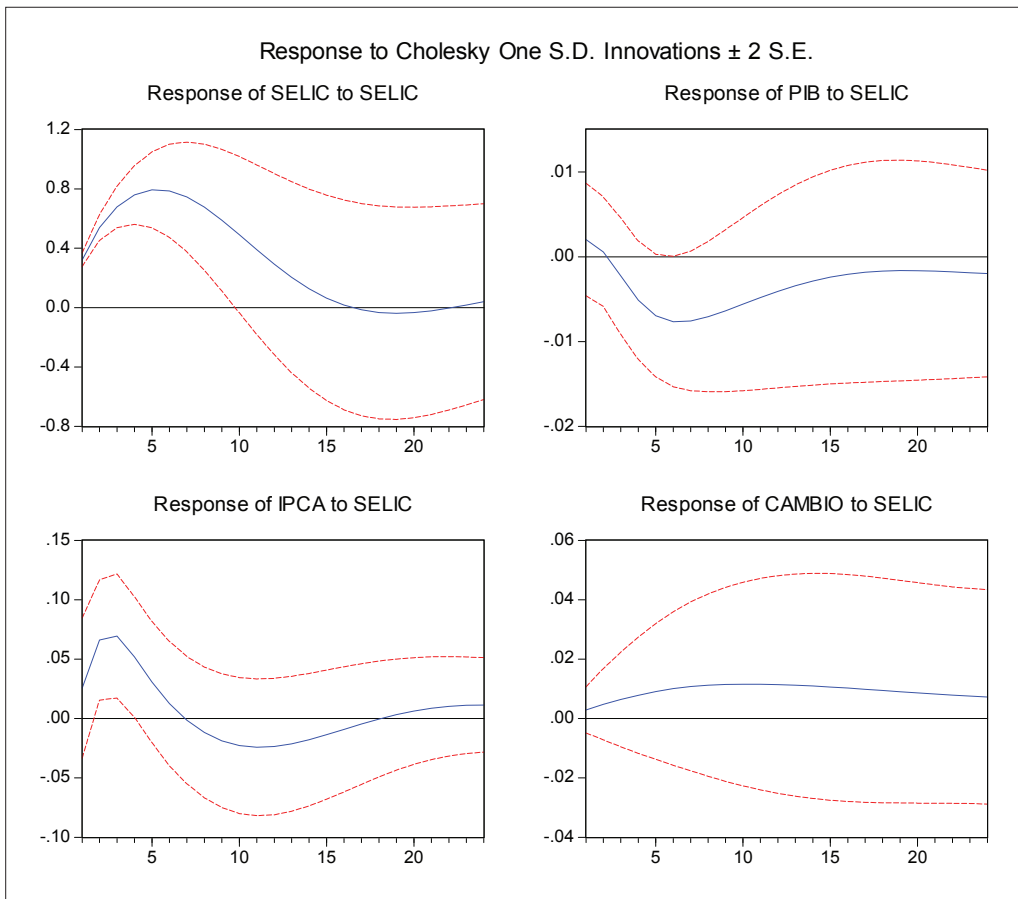 Response to Cholesky One S.D. Innovations ± 2 S.E.
Response of SELIC to SELIC
1.2
0.8
0.4
0.0
-0.4
-0.8
5 10 15 20
Response of PIB to SELIC
.01
.00
-.01
-.02
5 10 15 20
Response of IPCA to SELIC
.15
.10
.05
.00
-.05
-.10
5 10 15 20
Response of CAMBIO to SELIC
.06
.04
.02
.00
-.02
-.04
5 10 15 20